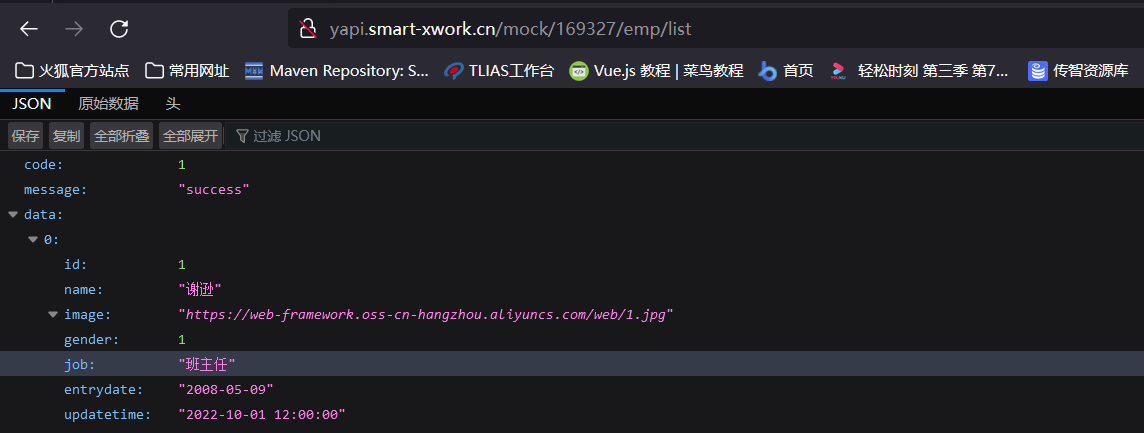 yapi.smart-xwork.cn/mock/169327/emp/list
火狐官方站点 常用网址 Maven Repository: S... TLIAS工作台 Vue.js 教程 | 菜鸟教程 首页 轻松时刻 第三季 第7... 传智资源库
JSON 原始数据 头
保存 复制 全部折叠 全部展开 过滤 JSON
code: 1
message: "success"
data:
0:
id: 1
name: "谢逊"
image: "https://web-framework.oss-cn-hangzhou.aliyuncs.com/web/1.jpg"
gender: 1
job: "班主任"
entrydate: "2008-05-09"
updatetime: "2022-10-01 12:00:00"